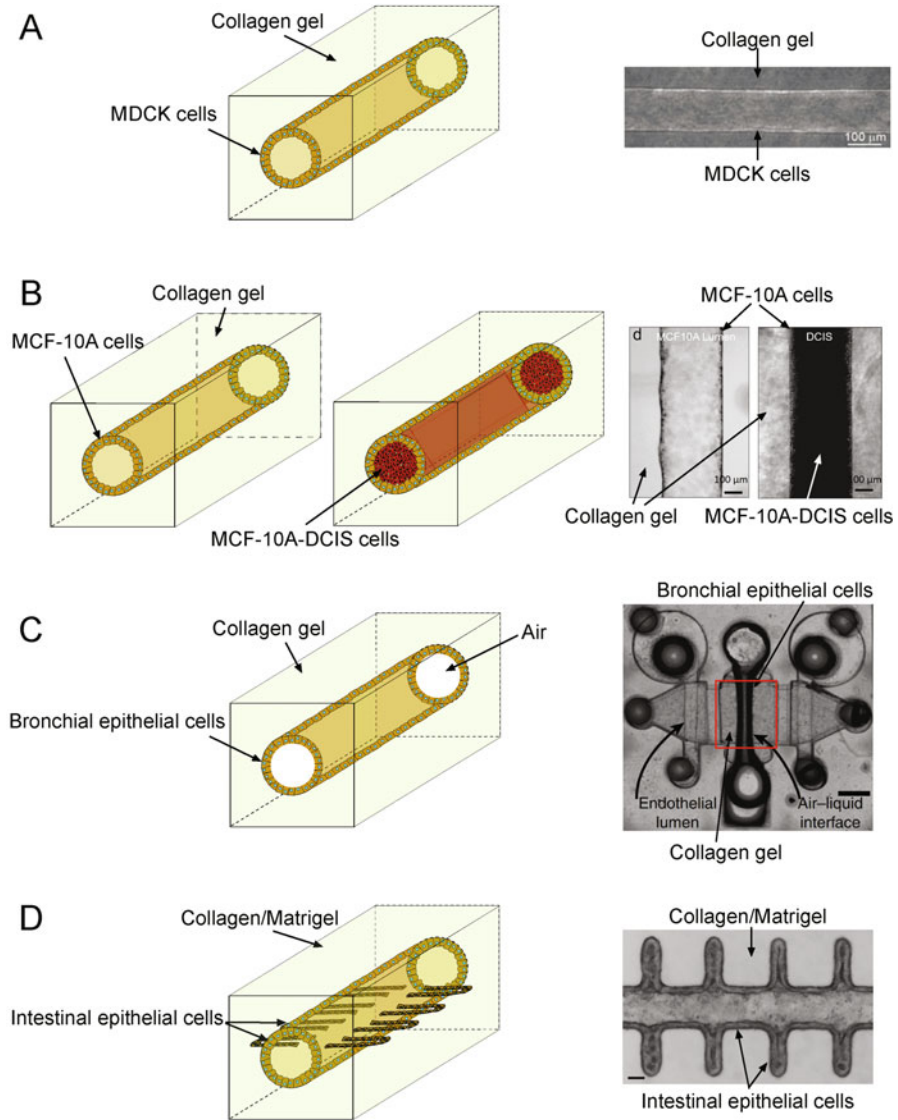 A
Collagen gel
MDCK cells
Collagen gel
100 µm
MDCK cells
B
Collagen gel
MCF-10A cells
MCF-10A-DCIS cells
MCF-10A cells
d
MCF10A Lumen
DCIS
100 µm
00 µm
Collagen gel
MCF-10A-DCIS cells
C
Collagen gel
Air
Bronchial epithelial cells
Bronchial epithelial cells
Endothelial
lumen
Air–liquid
interface
Collagen gel
D
Collagen/Matrigel
Intestinal epithelial cells
Collagen/Matrigel
Intestinal epithelial cells